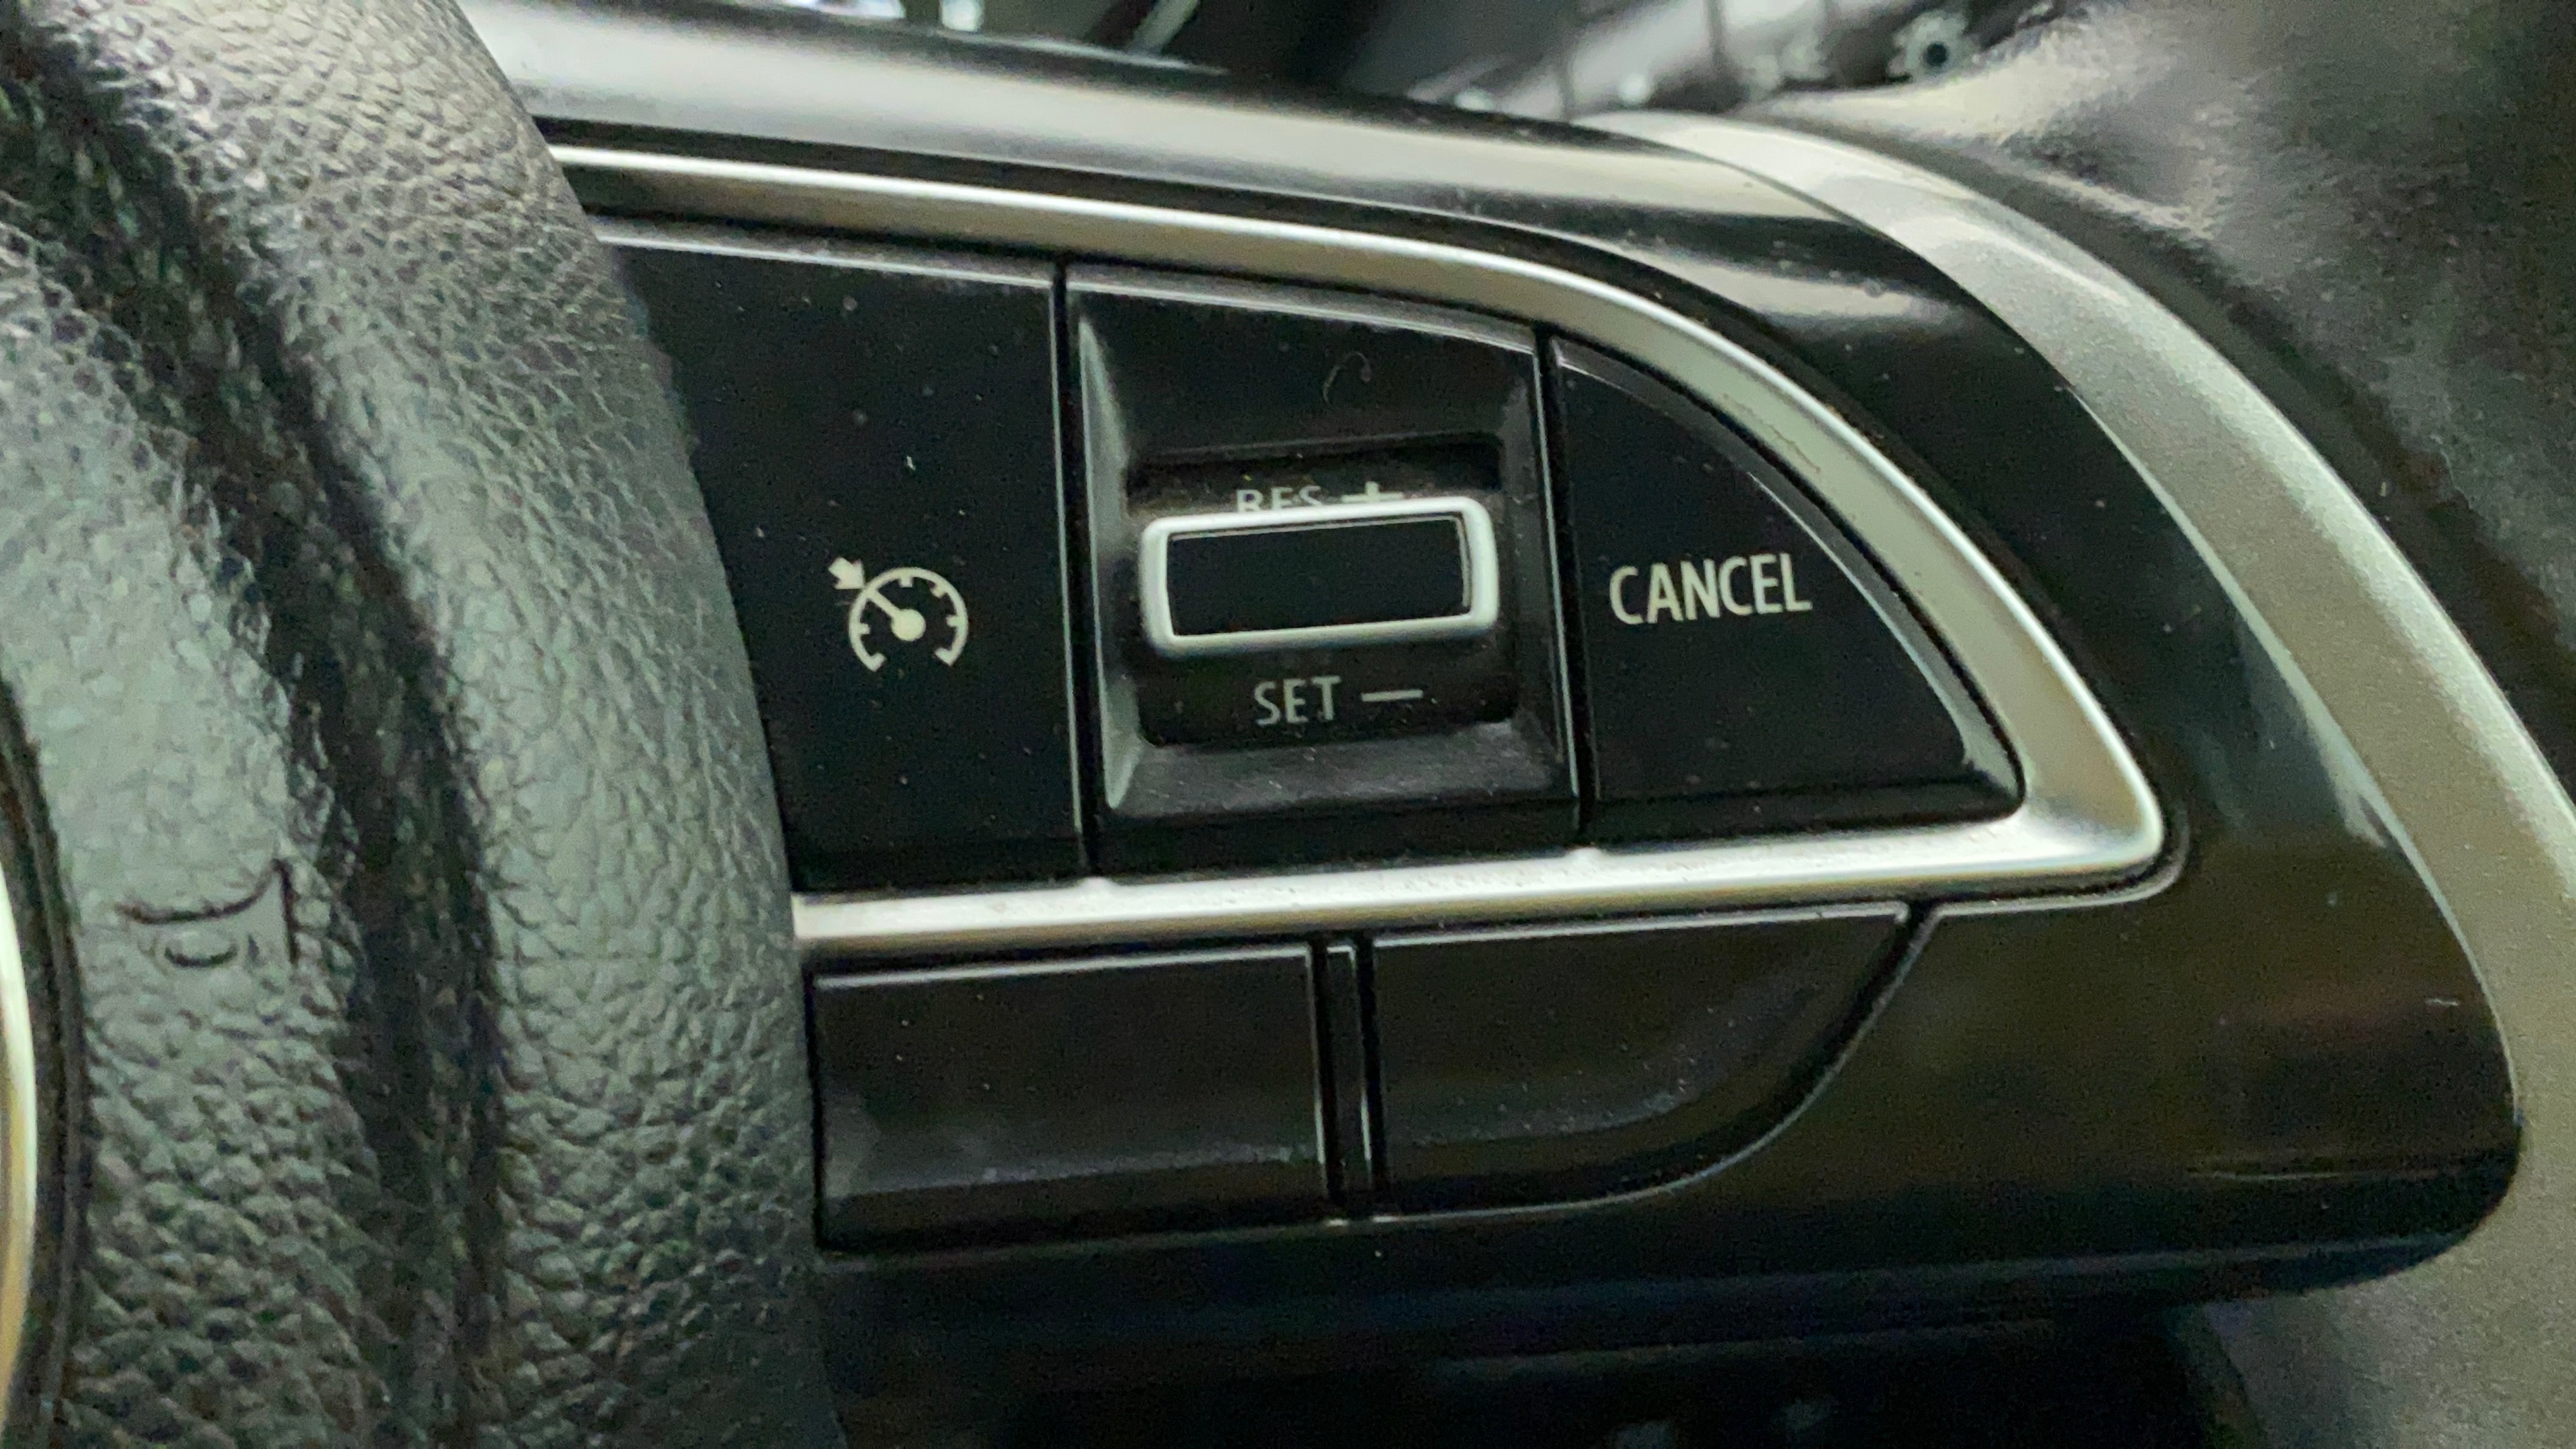 RES +
SET —
CANCEL